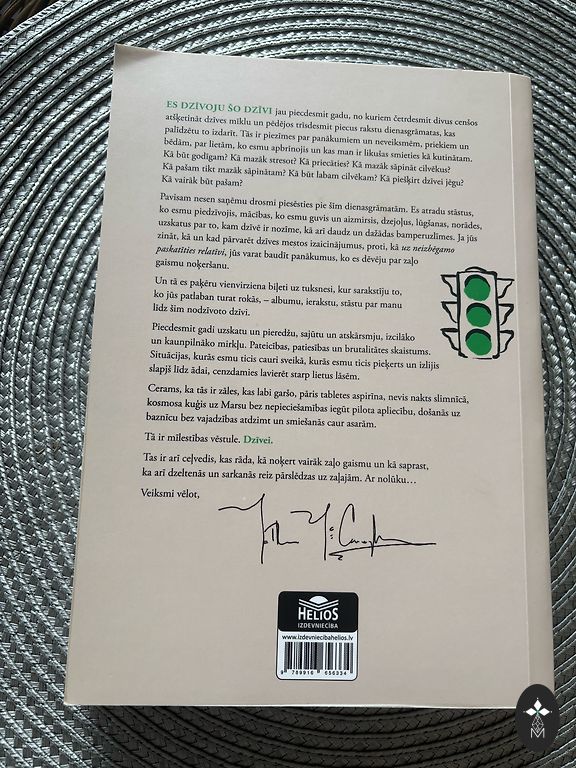 ES DZĪVOJU ŠO DZĪVI jau piecdesmit gadu, no kuriem četrdesmit divus cenšos
atšķetināt dzīves mīklu un pēdējos trīsdesmit piecus rakstu dienasgrāmatas, kas
palīdzētu to izdarīt. Tās ir piezīmes par panākumiem un neveiksmēm, priekiem un
bēdām, par lietām, ko esmu apbrīnojis un kas man ir likušas smieties kā kutinātam.
Kā būt godīgam? Kā mazāk stresot? Kā priecāties? Kā mazāk sāpināt cilvēkus?
Kā pašam tikt mazāk sāpinātam? Kā būt labam cilvēkam? Kā piešķirt dzīvei jēgu?
Kā vairāk būt pašam?
Pavisam nesen saņēmu drosmi piesēsties pie šīm dienasgrāmatām. Es atradu stāstus,
ko esmu piedzīvojis, mācības, ko esmu guvis un aizmirsis, dzejoļus, lūgšanas, norādes,
uzskatus par to, kam dzīvē ir nozīme, kā arī daudz un dažādas bamperuzlīmes. Ja jūs
zināt, kā un kad pārvarēt dzīves mestos izaicinājumus, proti, kā uz neizbēgamo
paskatīties relatīvi, jūs varat baudīt panākumus, ko es dēvēju par zaļo
gaismu noķeršanu.
Un tā es paķēru vienvirziena biļeti uz tuksnesi, kur sarakstīju to,
ko jūs patlaban turat rokās, – albumu, ierakstu, stāstu par manu
līdz šim nodzīvoto dzīvi.
Piecdesmit gadi uzskatu un pieredžu, sajūtu un atskārsmju, izcilāko
un kaunpilnāko mirkļu. Pateicības, patiesības un brutalitātes skaistums.
Situācijas, kurās esmu ticis cauri sveikā, kurās esmu ticis pieķerts un izlijis
slapjš līdz ādai, cenzdamies lavierēt starp lietus lāsēm.
Cerams, ka tās ir zāles, kas labi garšo, pāris tabletes aspirīna, nevis nakts slimnīcā,
kosmosa kuģis uz Marsu bez nepieciešamības iegūt pilota apliecību, došanās uz
baznīcu bez vajadzības atdzimt un smiešanās caur asarām.
Tā ir mīlestības vēstule. Dzīvei.
Tas ir arī ceļvedis, kas rāda, kā noķert vairāk zaļo gaismu un kā saprast,
ka arī dzeltenās un sarkanās reiz pārslēdzas uz zaļajām. Ar nolūku…
Veiksmi vēlot,
HELIOS
IZDEVNIECĪBA
www.izdevniecibahelios.lv
9 789916 656334
M